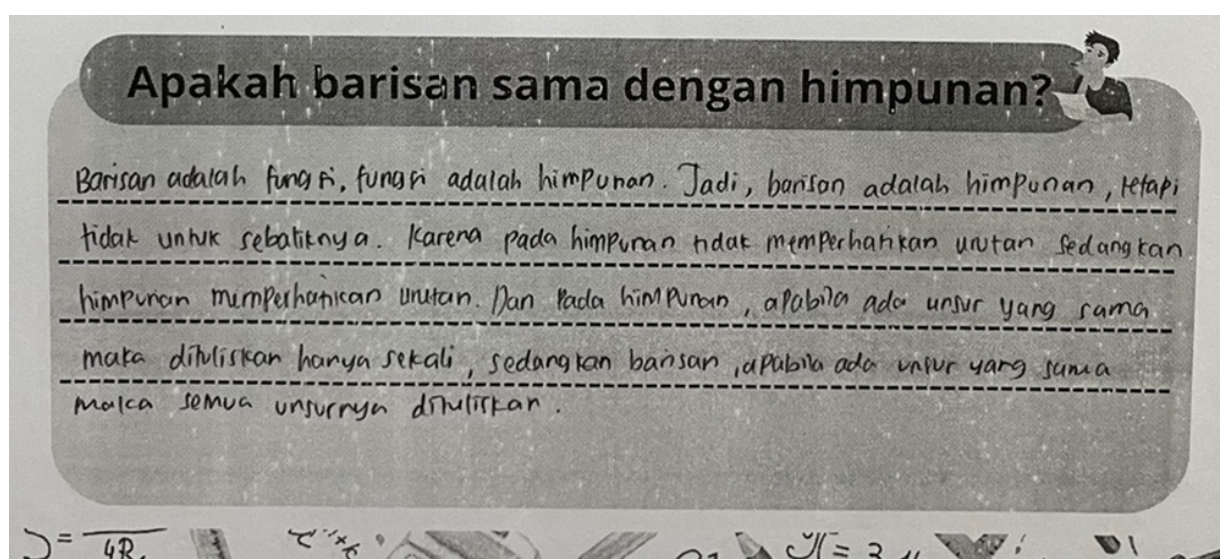 Apakah barisan sama dengan himpunan?
Barisan adalah fungsi, fungsi adalah himpunan. Jadi, barisan adalah himpunan, tetapi
tidak untuk sebaliknya. Karena pada himpunan tidak memperhatikan urutan sedangkan
himpunan memperhatikan urutan. Dan pada himpunan, apabila ada unsur yang sama
maka dituliskan hanya sekali, sedangkan barisan, apabila ada unsur yang sama
maka semua unsurnya dituliskan.